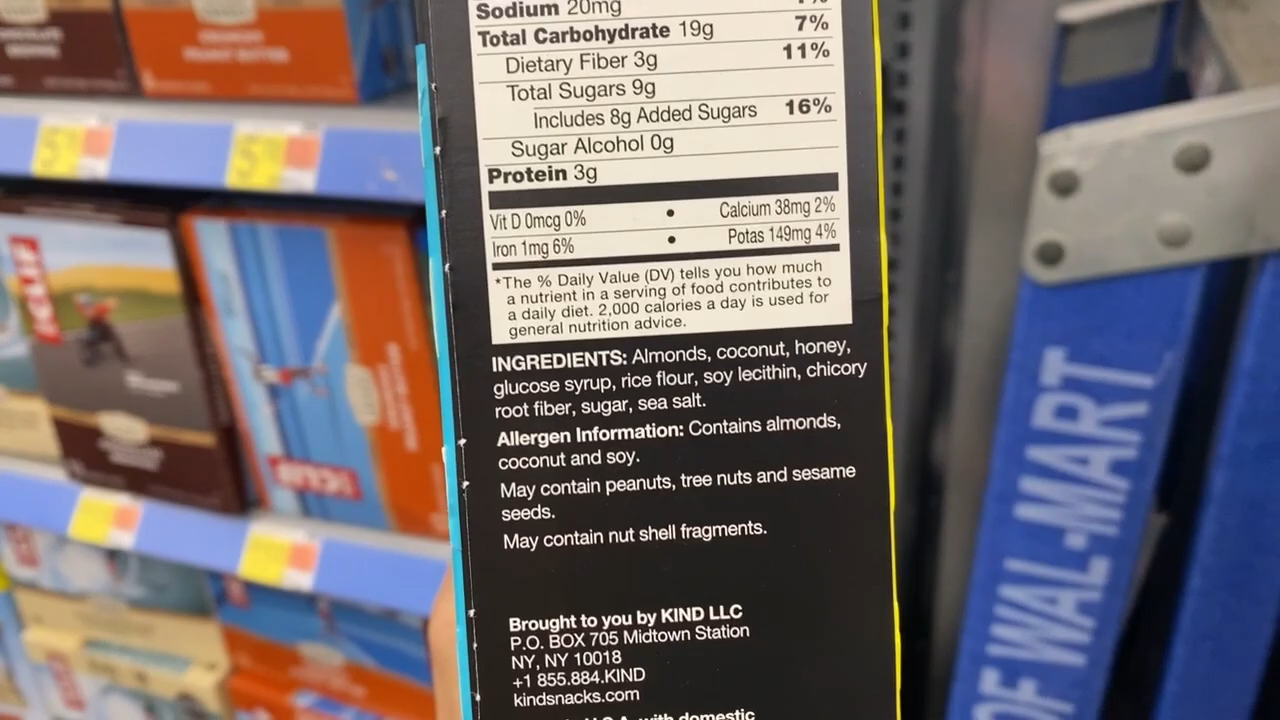 Sodium 20mg
Total Carbohydrate 19g 7%
Dietary Fiber 3g 11%
Total Sugars 9g
Includes 8g Added Sugars 16%
Sugar Alcohol 0g
Protein 3g
Vit D 0mcg 0% • Calcium 38mg 2%
Iron 1mg 6% • Potas 149mg 4%
*The % Daily Value (DV) tells you how much
a nutrient in a serving of food contributes to
a daily diet. 2,000 calories a day is used for
general nutrition advice.
INGREDIENTS: Almonds, coconut, honey,
glucose syrup, rice flour, soy lecithin, chicory
root fiber, sugar, sea salt.
Allergen Information: Contains almonds,
coconut and soy.
May contain peanuts, tree nuts and sesame
seeds.
May contain nut shell fragments.
Brought to you by KIND LLC
P.O. BOX 705 Midtown Station
NY, NY 10018
+1 855.884.KIND
kindsnacks.com
with domestic
CLIF
CLIF
PEANUT BUTTER
OF WAL-MART